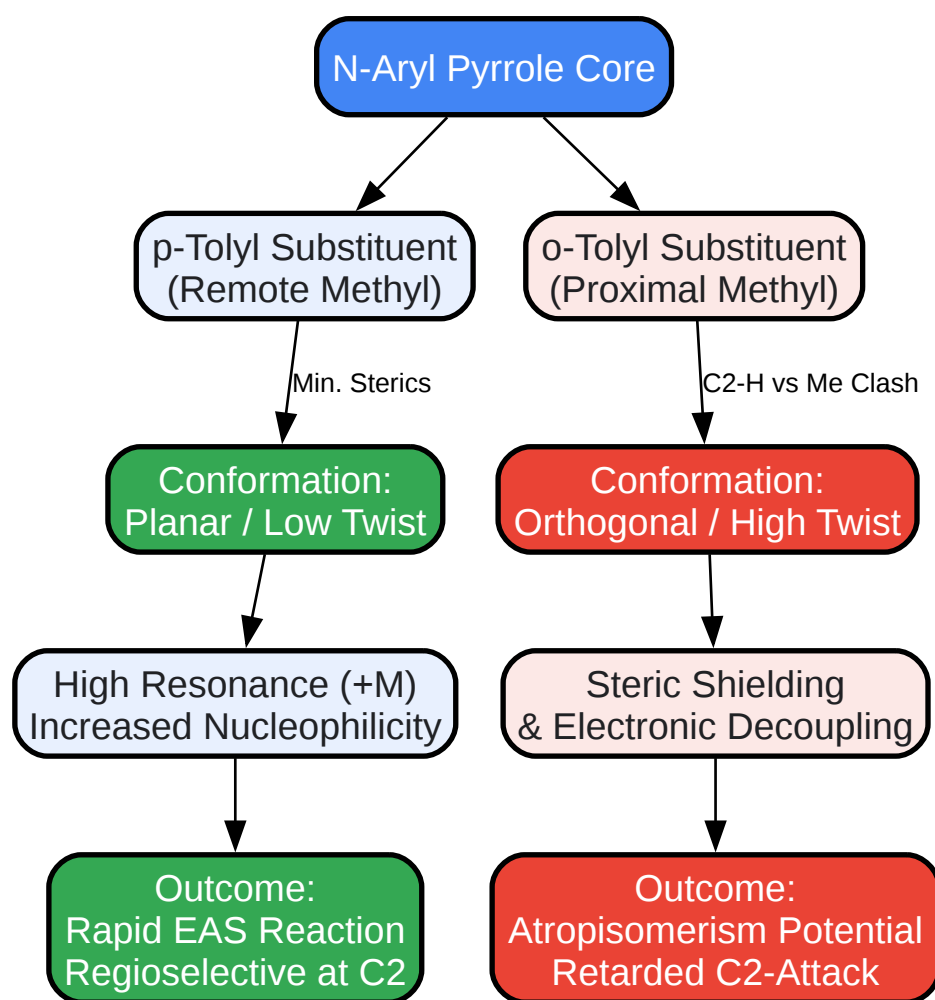 N-Aryl Pyrrole Core
p-Tolyl Substituent
(Remote Methyl)
o-Tolyl Substituent
(Proximal Methyl)
Min. Sterics
C2-H vs Me Clash
Conformation:
Planar / Low Twist
Conformation:
Orthogonal / High Twist
High Resonance (+M)
Increased Nucleophilicity
Steric Shielding
& Electronic Decoupling
Outcome:
Rapid EAS Reaction
Regioselective at C2
Outcome:
Atropisomerism Potential
Retarded C2-Attack